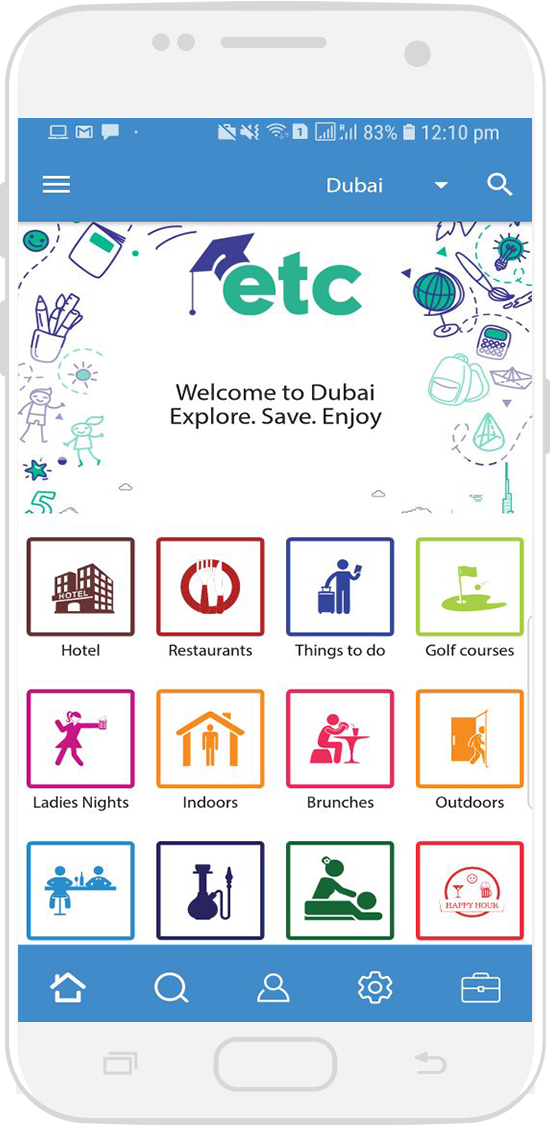 1 R 83% 12:10 pm
Dubai
etc
Welcome to Dubai
Explore. Save. Enjoy
HOTEL
Hotel Restaurants Things to do Golf courses
Ladies Nights Indoors Brunches Outdoors
HAPPY HOUR